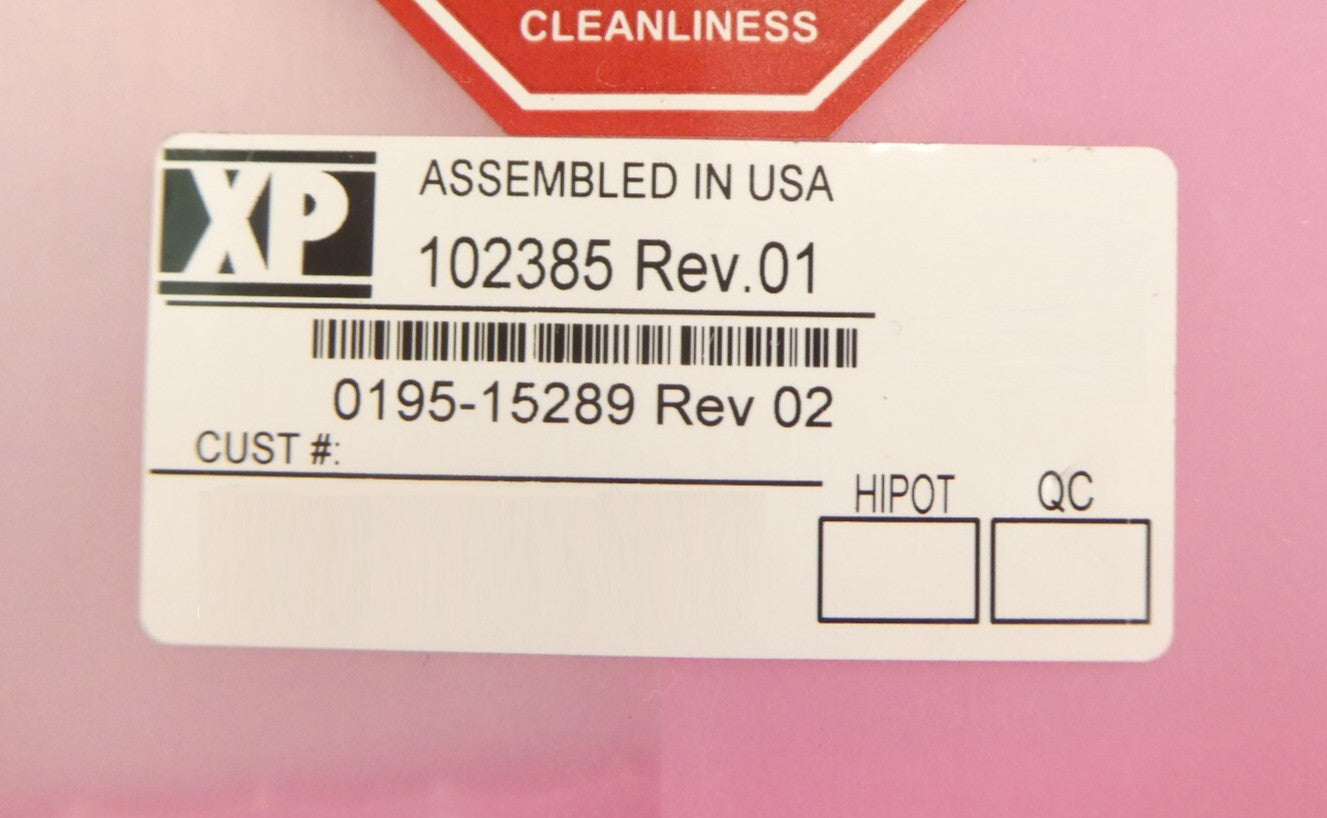 CLEANLINESS
XP
ASSEMBLED IN USA
102385 Rev.01
0195-15289 Rev 02
CUST #:
HIPOT QC